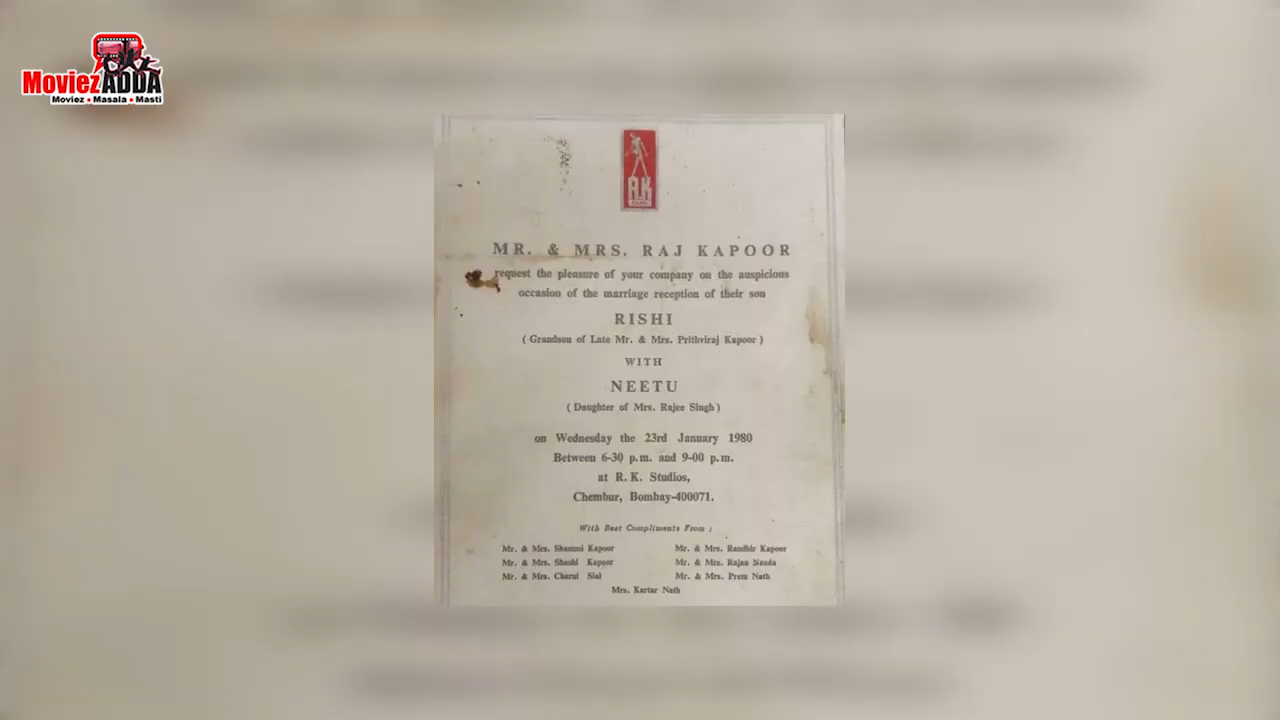 MoviezADDA
Moviez • Masala • Masti
R.K
FILMS
MR. & MRS. RAJ KAPOOR
request the pleasure of your company on the auspicious
occasion of the marriage reception of their son
RISHI
( Grandson of Late Mr. & Mrs. Prithviraj Kapoor )
WITH
NEETU
( Daughter of Mrs. Rajee Singh )
on Wednesday the 23rd January 1980
Between 6-30 p.m. and 9-00 p.m.
at R. K. Studios,
Chembur, Bombay-400071.
With Best Compliments From :
Mr. & Mrs. Shammi Kapoor
Mr. & Mrs. Randhir Kapoor
Mr. & Mrs. Shashi Kapoor
Mr. & Mrs. Rajan Nanda
Mr. & Mrs. Charul Sial
Mr. & Mrs. Prem Nath
Mrs. Kartar Nath